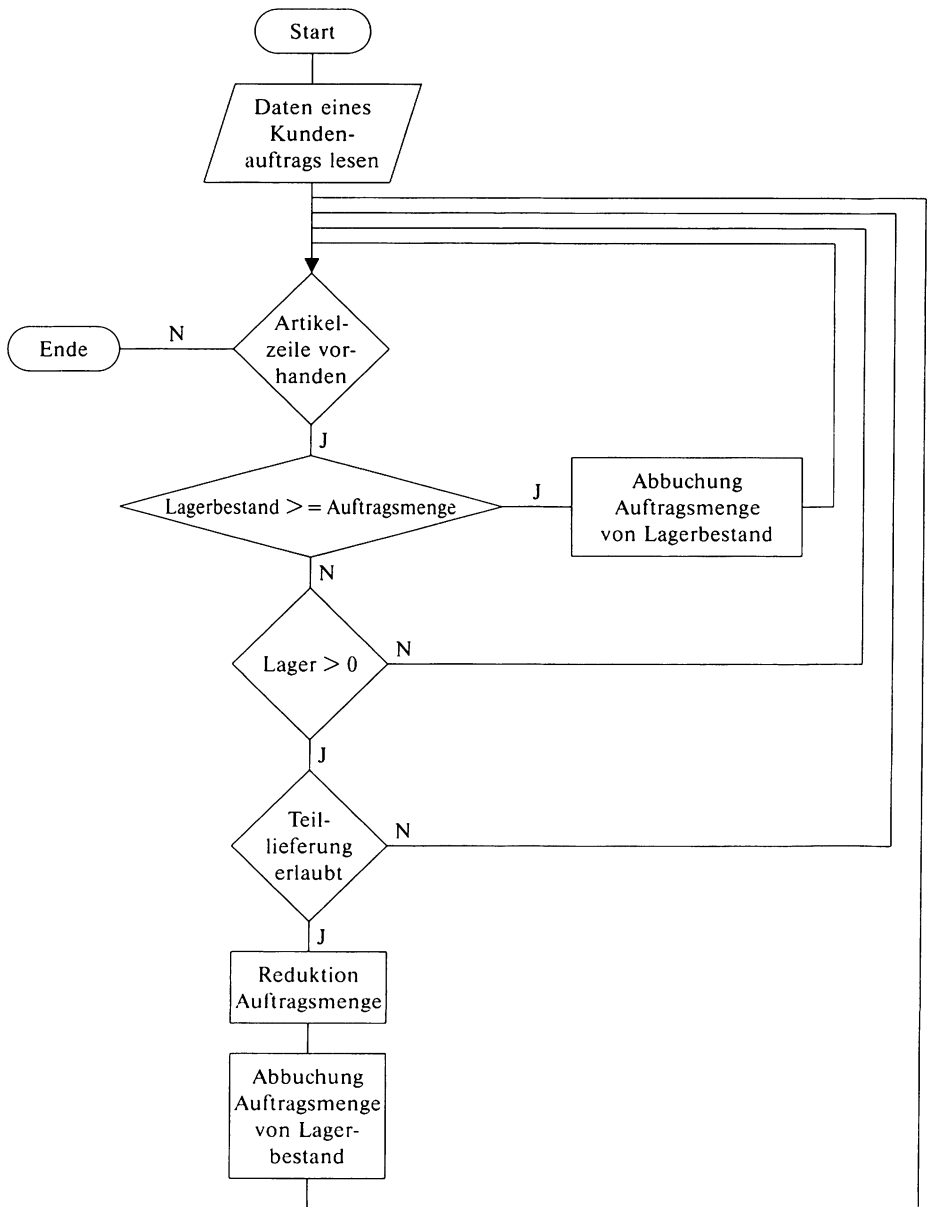 Start
Daten eines
Kunden-
auftrags lesen
N
Ende
Artikel-
zeile vor-
handen
J
Lagerbestand > = Auftragsmenge
J
Abbuchung
Auftragsmenge
von Lagerbestand
N
Lager > 0
N
J
Teil-
lieferung
erlaubt
N
J
Reduktion
Auftragsmenge
Abbuchung
Auftragsmenge
von Lager-
bestand